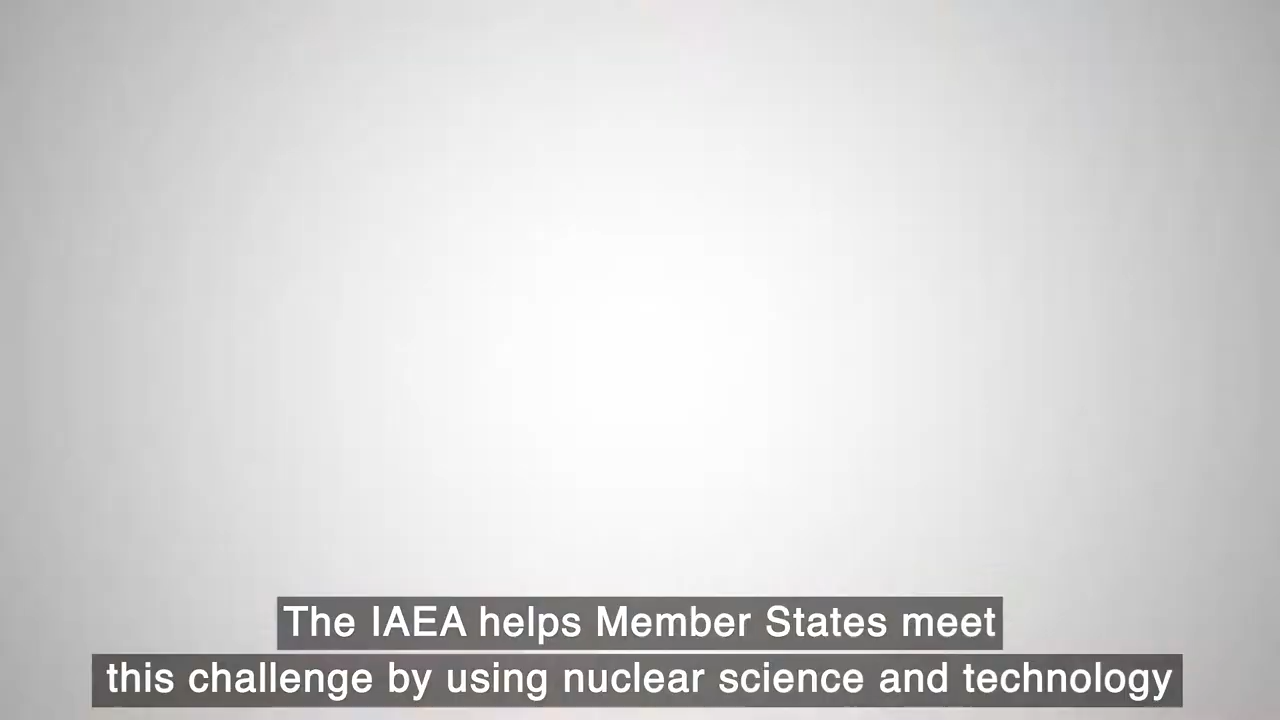 The IAEA helps Member States meet
this challenge by using nuclear science and technology